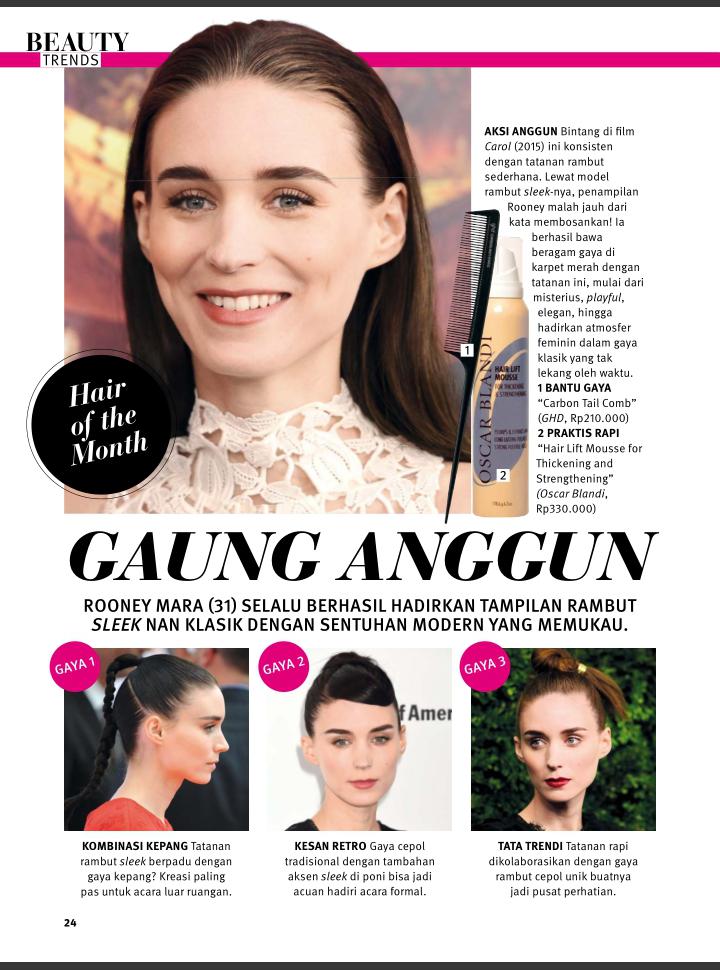 BEAUTY
TRENDS
AKSI ANGGUN Bintang di film
Carol (2015) ini konsisten
dengan tatanan rambut
sederhana. Lewat model
rambut sleek-nya, penampilan
Rooney malah jauh dari
kata membosankan! Ia
berhasil bawa
beragam gaya di
karpet merah dengan
tatanan ini, mulai dari
misterius, playful,
elegan, hingga
hadirkan atmosfer
feminin dalam gaya
klasik yang tak
lekang oleh waktu.
1 BANTU GAYA
“Carbon Tail Comb”
(GHD, Rp210.000)
2 PRAKTIS RAPI
“Hair Lift Mousse for
Thickening and
Strengthening”
(Oscar Blandi,
Rp330.000)
1
OSCAR BLANDI
HAIR LIFT
MOUSSE
FOR THICKENING
& STRENGTHENING
2
Hair
of the
Month
GAUNG ANGGUN
ROONEY MARA (31) SELALU BERHASIL HADIRKAN TAMPILAN RAMBUT
SLEEK NAN KLASIK DENGAN SENTUHAN MODERN YANG MEMUKAU.
GAYA 1
GAYA 2
GAYA 3
f Amer
KOMBINASI KEPANG Tatanan
rambut sleek berpadu dengan
gaya kepang? Kreasi paling
pas untuk acara luar ruangan.
KESAN RETRO Gaya cepol
tradisional dengan tambahan
aksen sleek di poni bisa jadi
acuan hadiri acara formal.
TATA TRENDI Tatanan rapi
dikolaborasikan dengan gaya
rambut cepol unik buatnya
jadi pusat perhatian.
24